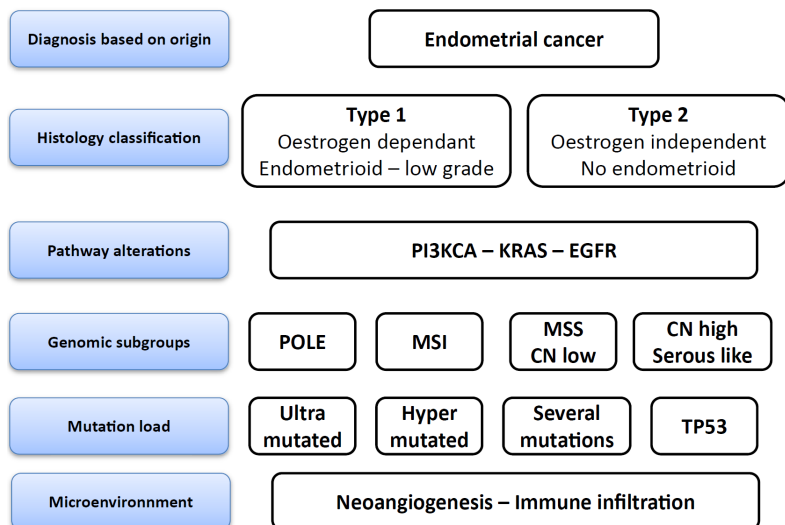 Diagnosis based on origin
Endometrial cancer
Histology classification
Type 1
Oestrogen dependant
Endometrioid – low grade
Type 2
Oestrogen independent
No endometrioid
Pathway alterations
PI3KCA – KRAS – EGFR
Genomic subgroups
POLE
MSI
MSS
CN low
CN high
Serous like
Mutation load
Ultra
mutated
Hyper
mutated
Several
mutations
TP53
Microenvironnment
Neoangiogenesis – Immune infiltration